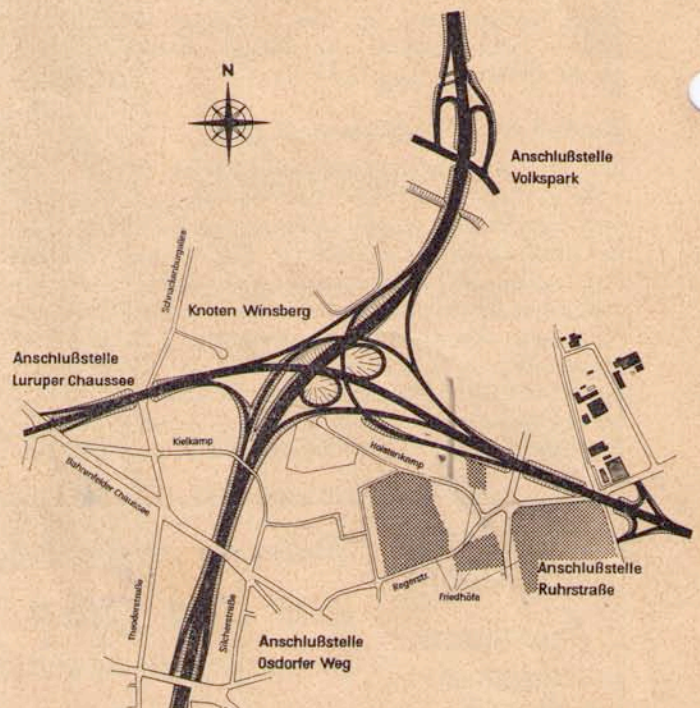 N
Anschlußstelle
Volkspark
Schnackenburgallee
Knoten Winsberg
Anschlußstelle
Luruper Chaussee
Kielkamp
Holstenkamp
Bahrenfelder Chaussee
Regerstr.
Friedhöfe
Anschlußstelle
Ruhrstraße
Theodorstraße
Silcherstraße
Anschlußstelle
Osdorfer Weg